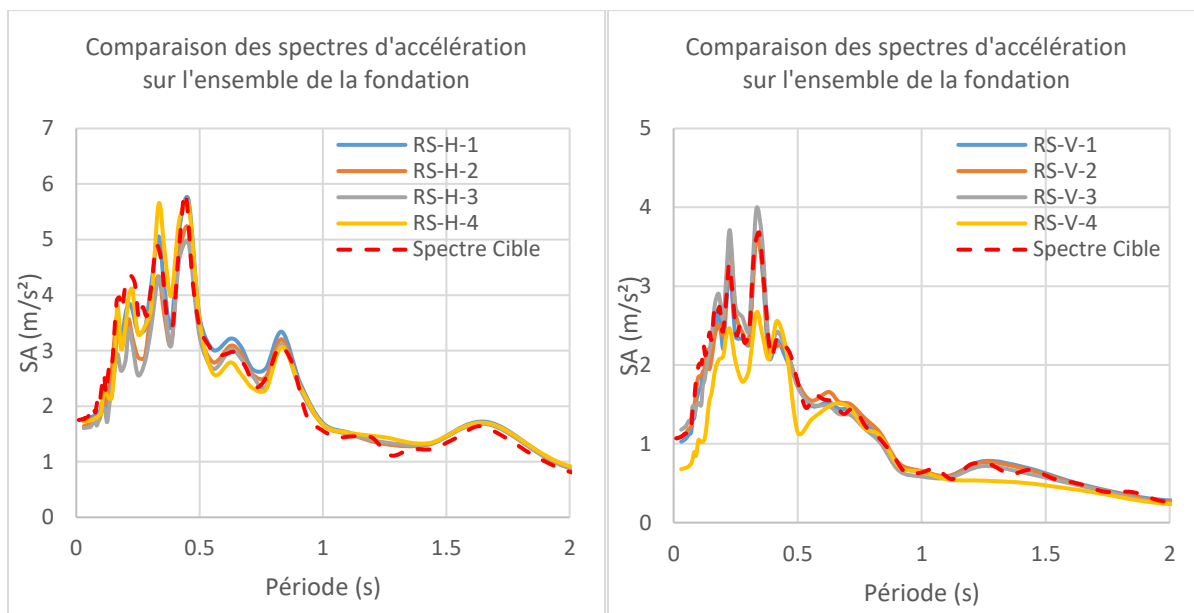 Comparaison des spectres d'accélération
sur l'ensemble de la fondation
7
6
5
4
3
2
1
0
SA (m/s²)
RS-H-1
RS-H-2
RS-H-3
RS-H-4
Spectre Cible
0
0.5
1
1.5
2
Période (s)
Comparaison des spectres d'accélération
sur l'ensemble de la fondation
5
4
3
2
1
0
SA (m/s²)
RS-V-1
RS-V-2
RS-V-3
RS-V-4
Spectre Cible
0
0.5
1
1.5
2
Période (s)